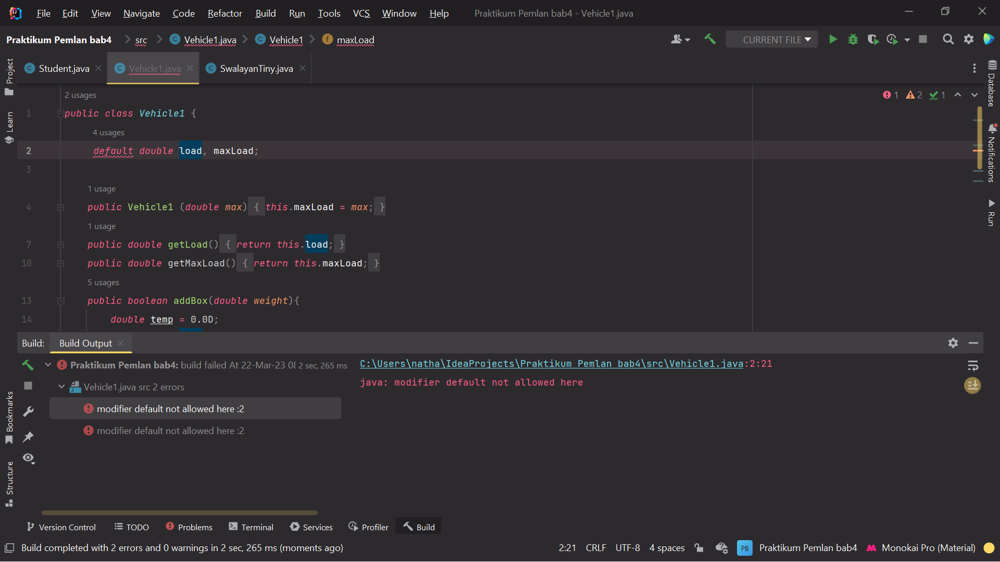 File Edit View Navigate Code Refactor Build Run Tools VCS Window Help Praktikum Pemlan bab4 - Vehicle1.java
Praktikum Pemlan bab4 src Vehicle1.java Vehicle1 maxLoad CURRENT FILE
Student.java Vehicle1.java SwalayanTiny.java
Project
Learn
Bookmarks
Structure
Database
Notifications
Run
2 usages
1 2 1
1 public class Vehicle1 {
4 usages
2 default double load, maxLoad;
3
1 usage
4 public Vehicle1 (double max) { this.maxLoad = max; }
1 usage
7 public double getLoad() { return this.load; }
10 public double getMaxLoad() { return this.maxLoad; }
5 usages
13 public boolean addBox(double weight){
14 double temp = 0.0D;
Build: Build Output
Praktikum Pemlan bab4: build failed At 22-Mar-23 2 sec, 265 ms
Vehicle1.java src 2 errors
modifier default not allowed here :2
modifier default not allowed here :2
C:\Users\natha\IdeaProjects\Praktikum Pemlan bab4\src\Vehicle1.java:2:21
java: modifier default not allowed here
Version Control TODO Problems Terminal Services Profiler Build
Build completed with 2 errors and 0 warnings in 2 sec, 265 ms (moments ago) 2:21 CRLF UTF-8 4 spaces PB Praktikum Pemlan bab4 Monokai Pro (Material)